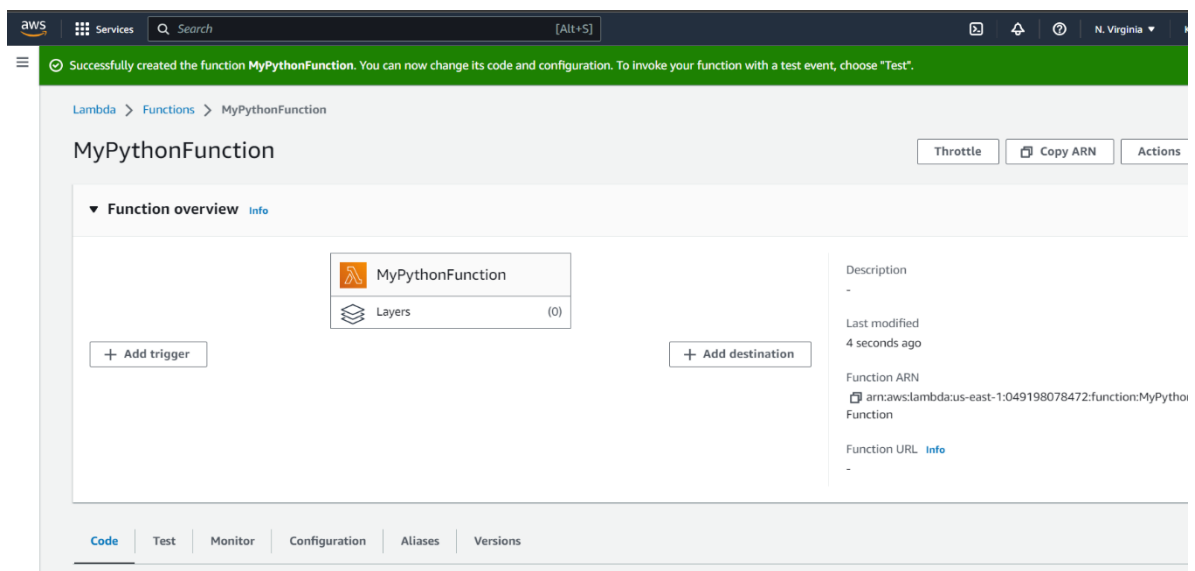 aws Services Search [Alt+S] N. Virginia
Successfully created the function MyPythonFunction. You can now change its code and configuration. To invoke your function with a test event, choose "Test".
Lambda > Functions > MyPythonFunction
MyPythonFunction
Throttle Copy ARN Actions
Function overview Info
MyPythonFunction
Layers (0)
+ Add trigger
+ Add destination
Description
-
Last modified
4 seconds ago
Function ARN
arn:aws:lambda:us-east-1:049198078472:function:MyPytho
Function
Function URL Info
-
Code Test Monitor Configuration Aliases Versions